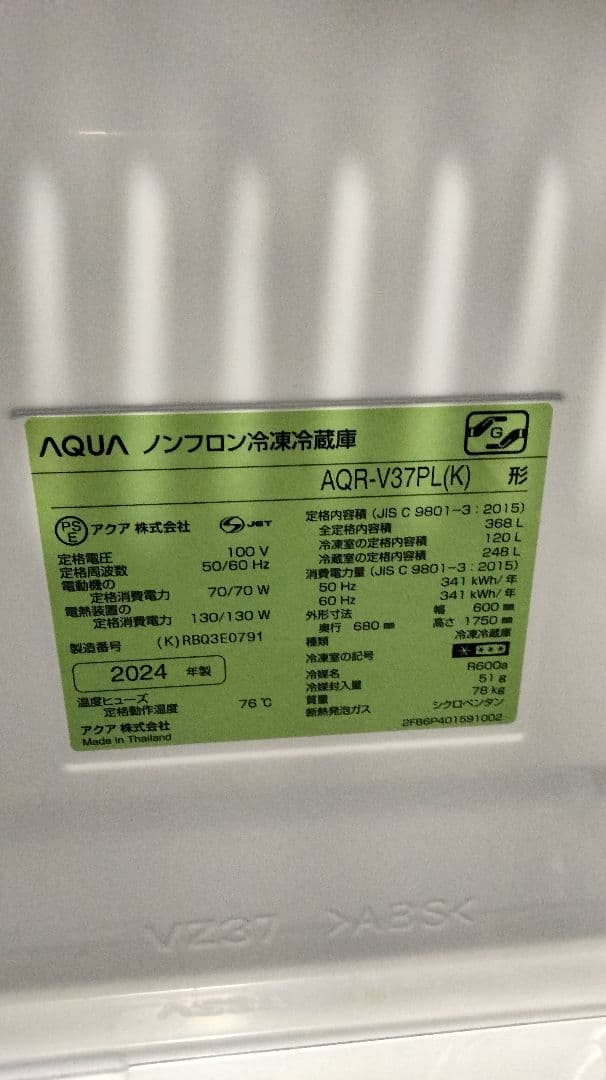 AQUA ノンフロン冷凍冷蔵庫
G
AQR-V37PL(K) 形
PS E アクア 株式会社 S JET
定格電圧 100 V
定格周波数 50/60 Hz
電動機の
定格消費電力 70/70 W
電熱装置の
定格消費電力 130/130 W
製造番号 (K)RBQ3E0791
2024 年製
温度ヒューズ
定格動作温度 76 ℃
アクア 株式会社
Made in Thailand
定格内容積 (JIS C 9801-3 : 2015)
全定格内容積 368 L
冷凍室の定格内容積 120 L
冷蔵室の定格内容積 248 L
消費電力量 (JIS C 9801-3 : 2015)
50 Hz 341 kWh/年
60 Hz 341 kWh/年
外形寸法 幅 600 ㎜
奥行 680 ㎜ 高さ 1750 ㎜
種類 冷凍冷蔵庫
冷凍室の記号 * ***
冷媒名 R600a
冷媒封入量 51 g
質量 78 kg
断熱発泡ガス シクロペンタン
2F86P401591002
VZ37 >ABS<